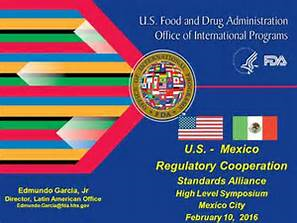 U.S. Food and Drug Administration
Office of International Programs
FDA
U.S. - Mexico
Regulatory Cooperation
Standards Alliance
High Level Symposium
Mexico City
February 10, 2016
Edmundo Garcia, Jr
Director, Latin American Office
Edmundo.Garcia@fda.hhs.gov